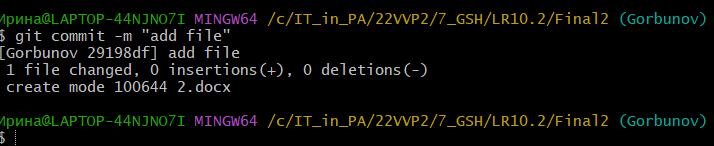 Ирина@LAPTOP-44NJNO7I MINGW64 /c/IT_in_PA/22VVP2/7_GSH/LR10.2/Final2 (Gorbunov)
$ git commit -m "add file"
[Gorbunov 29198df] add file
 1 file changed, 0 insertions(+), 0 deletions(-)
 create mode 100644 2.docx
Ирина@LAPTOP-44NJNO7I MINGW64 /c/IT_in_PA/22VVP2/7_GSH/LR10.2/Final2 (Gorbunov)
$